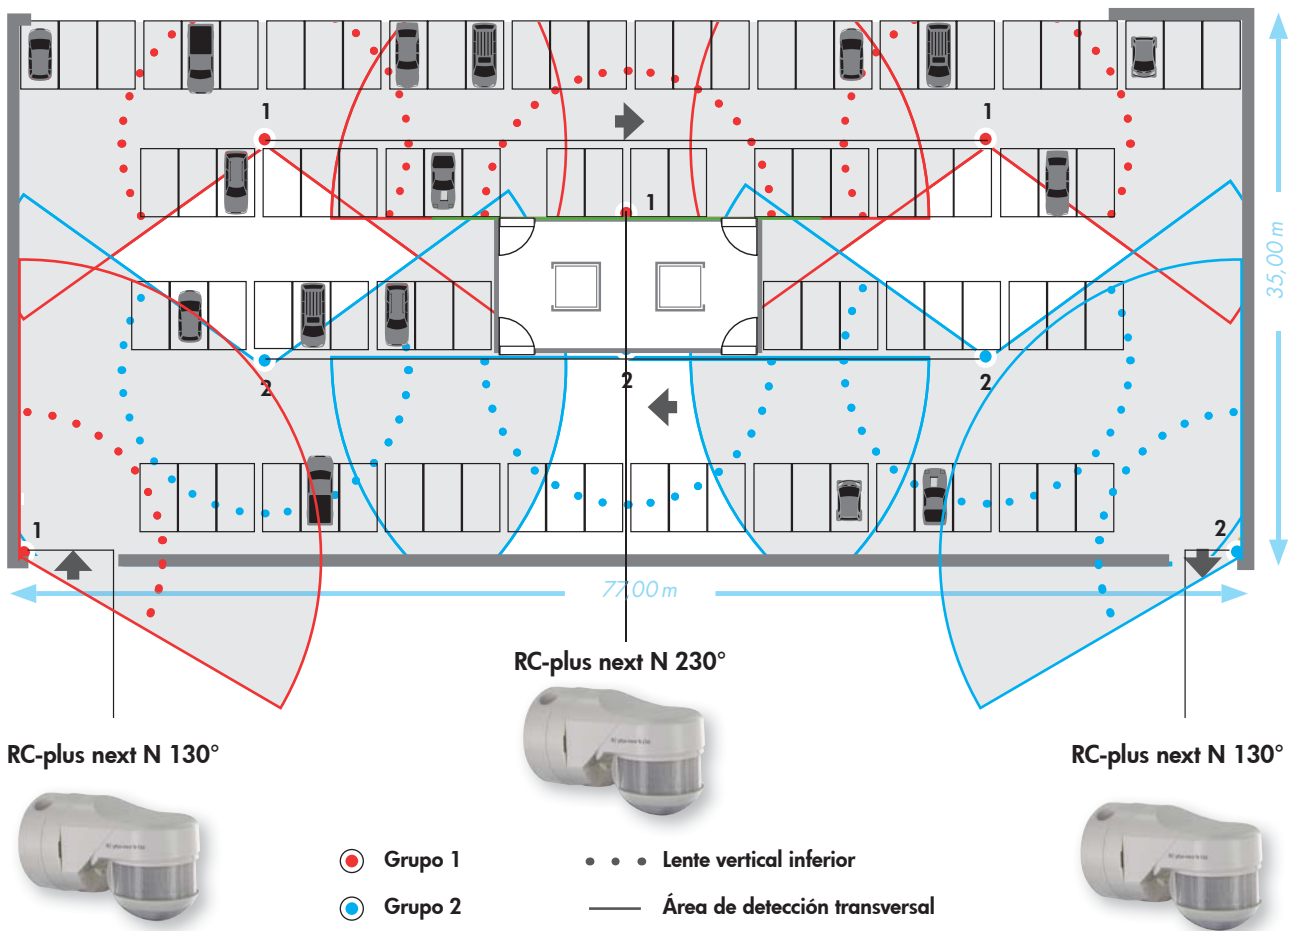 1
1
1
35,00 m
2
2
2
1
2
77,00 m
RC-plus next N 230°
RC-plus next N 130°
RC-plus next N 130°
Grupo 1
Lente vertical inferior
Grupo 2
Área de detección transversal